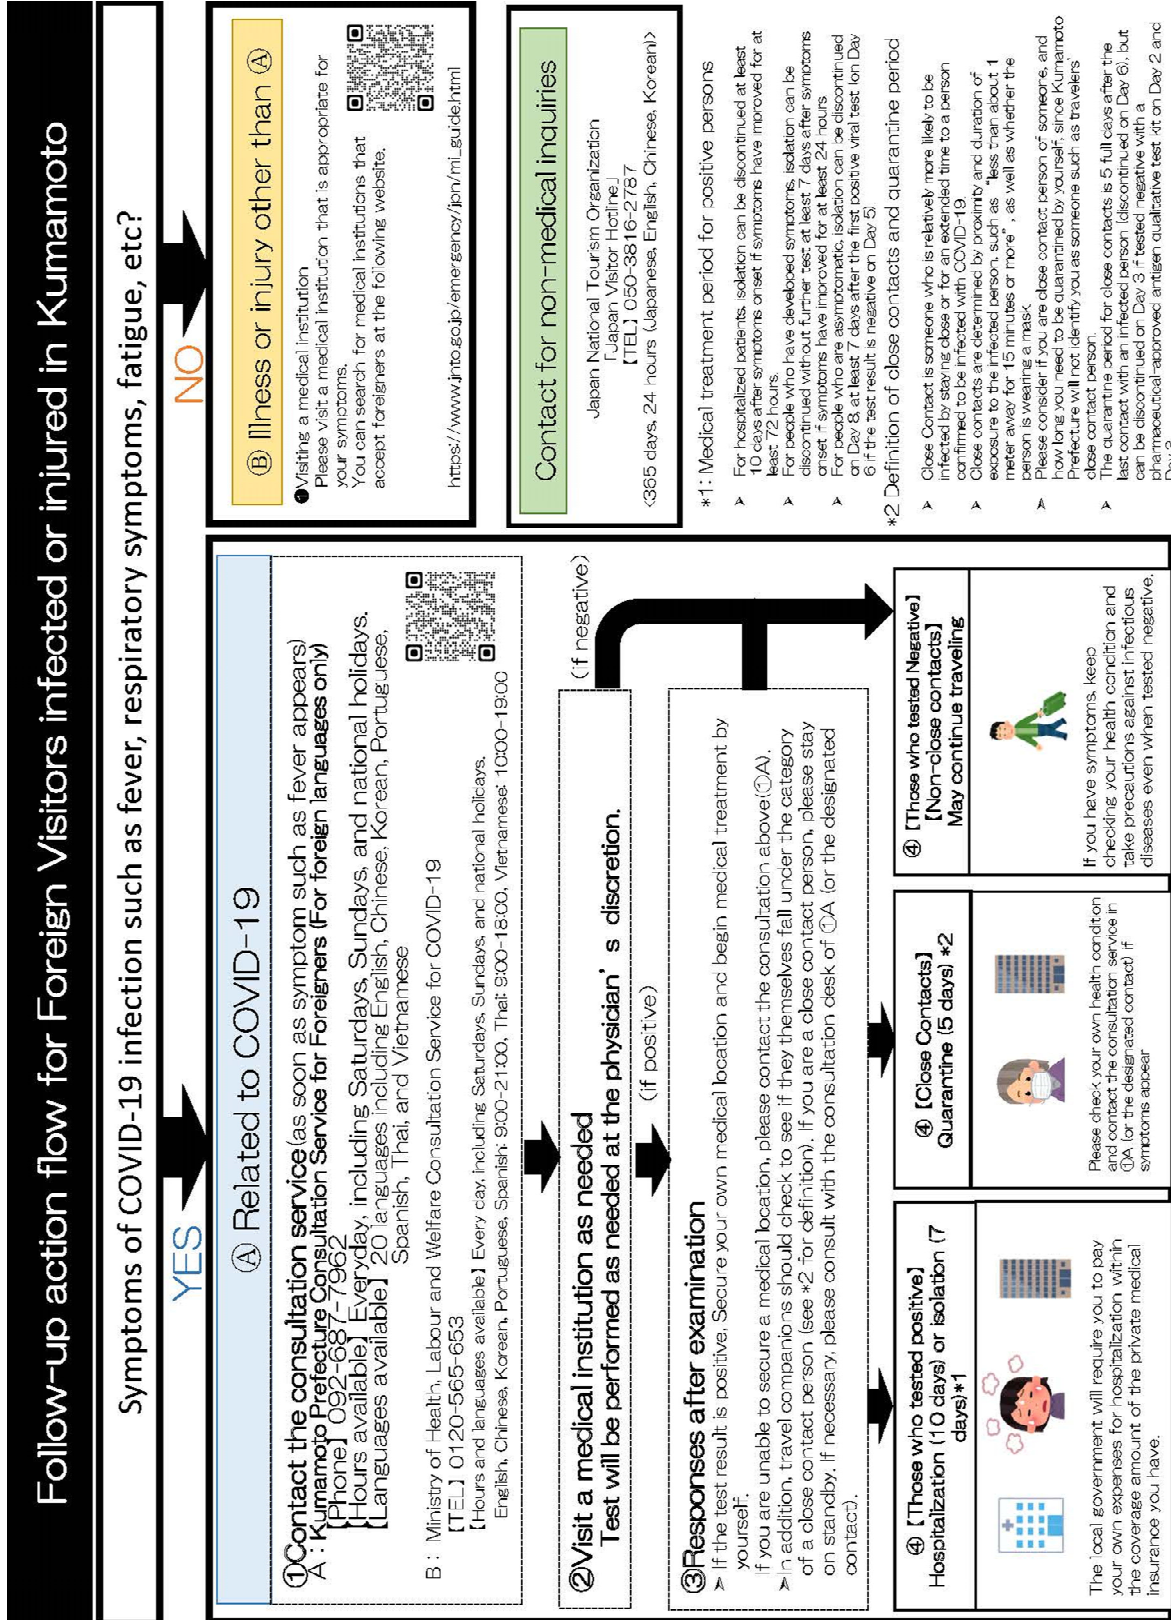 Follow-up action flow for Foreign Visitors infected or injured in Kumamoto
Symptoms of COVID-19 infection such as fever, respiratory symptoms, fatigue, etc?
YES
NO
Ⓐ Related to COVID-19
①Contact the consultation service(as soon as symptom such as fever appears)
A：Kumamoto Prefecture Consultation Service for Foreigners (For foreign languages only)
【Phone】092-687-7962
【Hours available】Everyday, including Saturdays, Sundays, and national holidays.
【Languages available】20 languages including English, Chinese, Korean, Portuguese,
Spanish, Thai, and Vietnamese
B：Ministry of Health, Labour and Welfare Consultation Service for COVID-19
【TEL】0120-565-653
【Hours and languages available】Every day, including Saturdays, Sundays, and national holidays,
English, Chinese, Korean, Portuguese, Spanish: 9:00-21:00, Thai: 9:00-18:00, Vietnamese: 10:00-19:00
②Visit a medical institution as needed
Test will be performed as needed at the physician's discretion.
(if negative)
(if positive)
③Responses after examination
➤ If the test result is positive, Secure your own medical location and begin medical treatment by
yourself.
If you are unable to secure a medical location, please contact the consultation above(①A).
➤In addition, travel companions should check to see if they themselves fall under the category
of a close contact person (see *2 for definition). If you are a close contact person, please stay
on standby. If necessary, please consult with the consultation desk of ①A (or the designated
contact).
④【Those who tested positive】
Hospitalization (10 days) or isolation (7
days)*1
The local government will require you to pay
your own expenses for hospitalization within
the coverage amount of the private medical
insurance you have.
④【Close Contacts】
Quarantine (5 days) *2
Please check your own health condition
and contact the consultation service in
①A (or the designated contact) if
symptoms appear
④【Those who tested Negative】
【Non-close contacts】
May continue traveling
If you have symptoms, keep
checking your health condition and
take precautions against infectious
diseases even when tested negative.
Ⓑ Illness or injury other than Ⓐ
❶Visiting a medical institution
Please visit a medical institution that is appropriate for
your symptoms.
You can search for medical institutions that
accept foreigners at the following website.
https://www.jnto.go.jp/emergency/jpn/mi_guide.html
Contact for non-medical inquiries
Japan National Tourism Organization
「Japan Visitor Hotline」
【TEL】050-3816-2787
<365 days, 24 hours (Japanese, English, Chinese, Korean)>
*1: Medical treatment period for positive persons
➤ For hospitalized patients, isolation can be discontinued at least
10 days after symptoms onset if symptoms have improved for at
least 72 hours.
➤ For people who have developed symptoms, isolation can be
discontinued without further test at least 7 days after symptoms
onset if symptoms have improved for at least 24 hours
➤ For people who are asymptomatic, isolation can be discontinued
on Day 8, at least 7 days after the first positive viral test (on Day
6 if the test result is negative on Day 5)
*2 Definition of close contacts and quarantine period
➤ Close Contact is someone who is relatively more likely to be
infected by staying close or for an extended time to a person
confirmed to be infected with COVID-19.
➤ Close contacts are determined by proximity and duration of
exposure to the infected person, such as "less than about 1
meter away for 15 minutes or more", as well as whether the
person is wearing a mask.
➤ Please consider if you are close contact person of someone, and
how long you need to be quarantined by yourself, since Kumamoto
Prefecture will not identify you as someone such as travelers'
close contact person.
➤ The quarantine period for close contacts is 5 full days after the
last contact with an infected person (discontinued on Day 6), but
can be discontinued on Day 3 if tested negative with a
pharmaceutical-approved antigen qualitative test kit on Day 2 and
Day 3